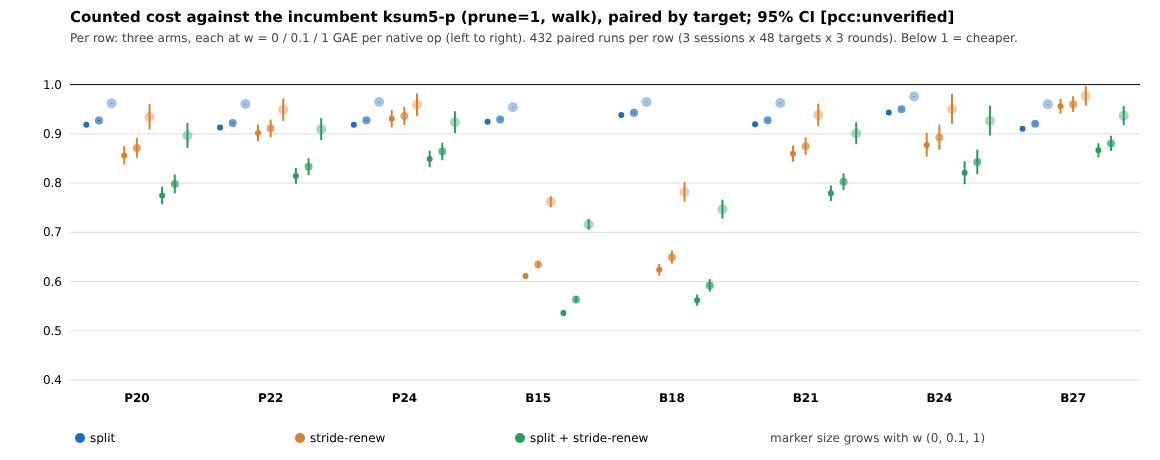 Counted cost against the incumbent ksum5-p (prune=1, walk), paired by target; 95% CI [pcc:unverified]
Per row: three arms, each at w = 0 / 0.1 / 1 GAE per native op (left to right). 432 paired runs per row (3 sessions x 48 targets x 3 rounds). Below 1 = cheaper.
1.0
0.9
0.8
0.7
0.6
0.5
0.4
P20 P22 P24 B15 B18 B21 B24 B27
split stride-renew split + stride-renew marker size grows with w (0, 0.1, 1)